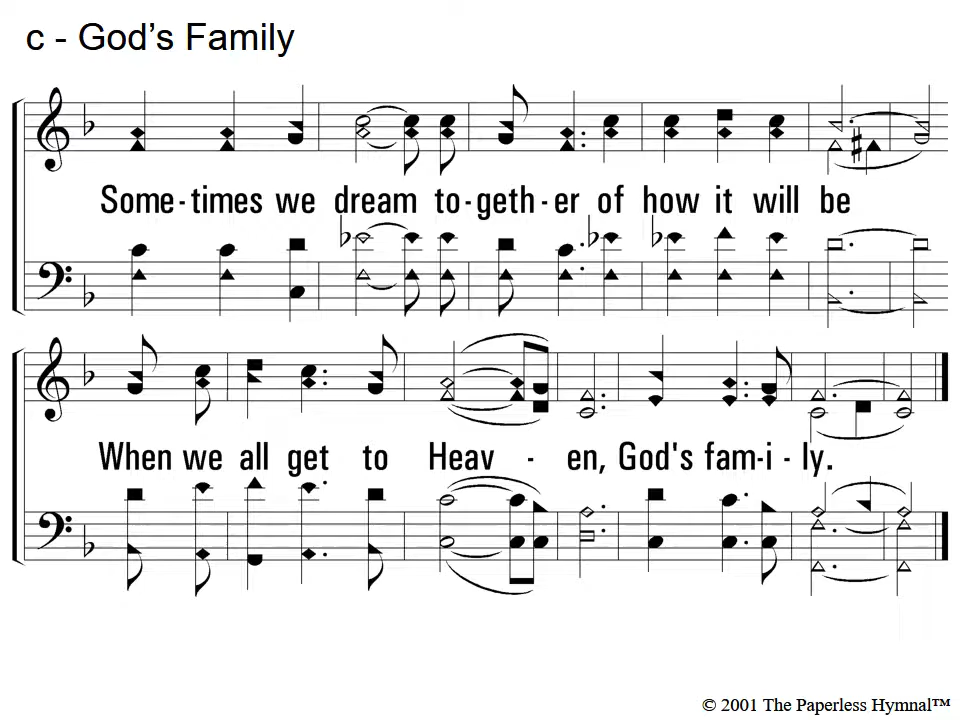 c - God’s Family
Some-times we dream to-geth-er of how it will be
When we all get to Heav - en, God's fam-i - ly.
© 2001 The Paperless Hymnal™